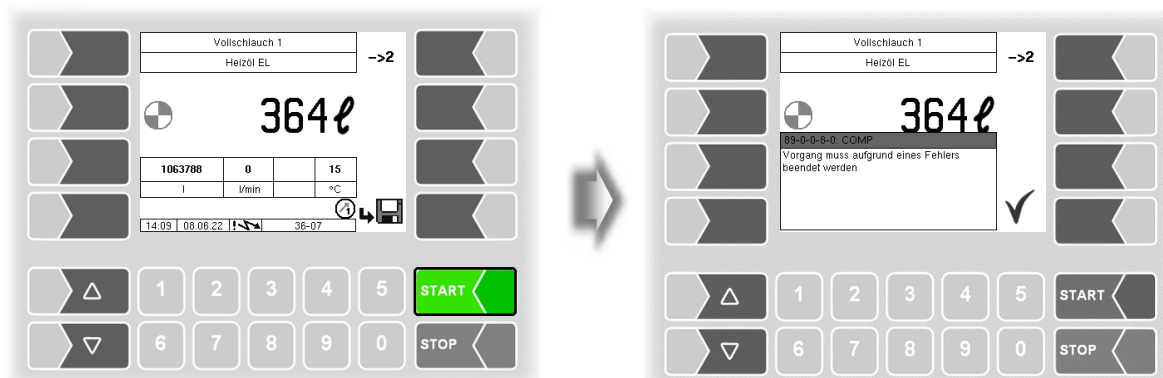 Vollschlauch 1
Heizöl EL
->2
364 ℓ
1063788 0 15
l l/min °C
1
14:09 08.06.22 ! 36-07
1 2 3 4 5 START
6 7 8 9 0 STOP
Vollschlauch 1
Heizöl EL
->2
364 ℓ
89-0-0-8-0: COMP
Vorgang muss aufgrund eines Fehlers
beendet werden
1 2 3 4 5 START
6 7 8 9 0 STOP